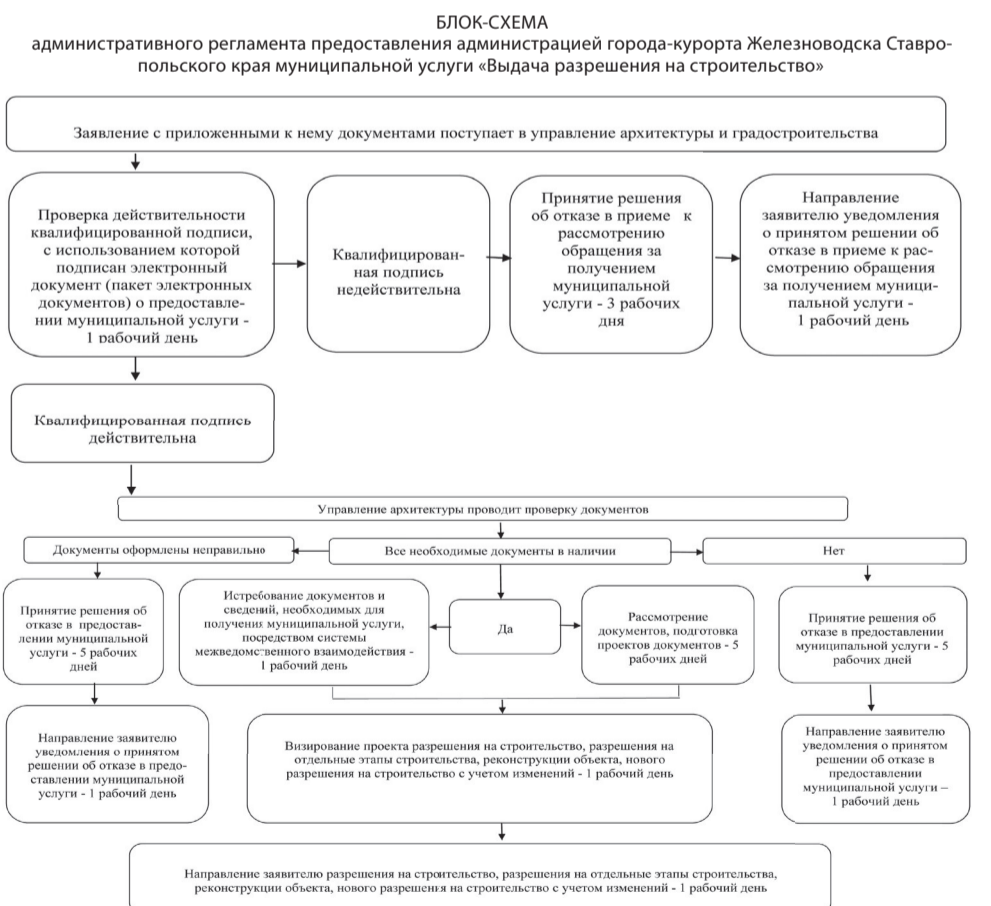 БЛОК-СХЕМА
административного регламента предоставления администрацией города-курорта Железноводска Ставро-
польского края муниципальной услуги «Выдача разрешения на строительство»
Заявление с приложенными к нему документами поступает в управление архитектуры и градостроительства
Проверка действительности
квалифицированной подписи,
с использованием которой
подписан электронный
документ (пакет электронных
документов) о предоставле-
нии муниципальной услуги -
1 рабочий день
Квалифицирован-
ная подпись
недействительна
Принятие решения
об отказе в приеме к
рассмотрению
обращения за
получением
муниципальной
услуги - 3 рабочих
дня
Направление
заявителю уведомления
о принятом решении об
отказе в приеме к рас-
смотрению обращения
за получением муници-
пальной услуги -
1 рабочий день
Квалифицированная подпись
действительна
Управление архитектуры проводит проверку документов
Документы оформлены неправильно
Все необходимые документы в наличии
Нет
Принятие решения об
отказе в предостав-
лении муниципальной
услуги - 5 рабочих
дней
Истребование документов и
сведений, необходимых для
получения муниципальной услуги,
посредством системы
межведомственного взаимодействия -
1 рабочий день
Да
Рассмотрение
документов, подготовка
проектов документов - 5
рабочих дней
Принятие решения об
отказе в предоставлении
муниципальной услуги - 5
рабочих дней
Направление заявителю
уведомления о принятом
решении об отказе в предо-
ставлении муниципальной
услуги - 1 рабочий день
Визирование проекта разрешения на строительство, разрешения на
отдельные этапы строительства, реконструкции объекта, нового
разрешения на строительство с учетом изменений - 1 рабочий день
Направление заявителю
уведомления о принятом
решении об отказе в
предоставлении
муниципальной услуги –
1 рабочий день
Направление заявителю разрешения на строительство, разрешения на отдельные этапы строительства,
реконструкции объекта, нового разрешения на строительство с учетом изменений - 1 рабочий день